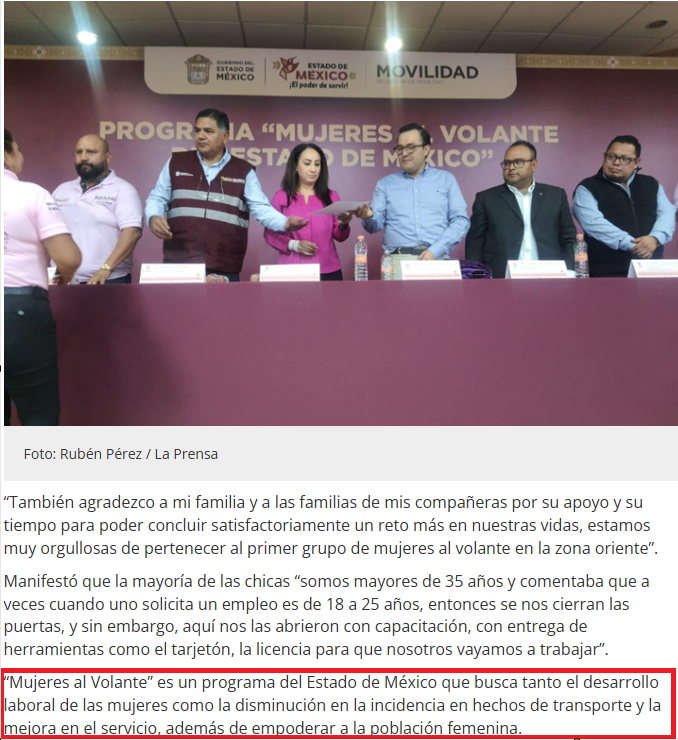 GOBIERNO DEL
ESTADO DE
MÉXICO
ESTADO DE
MÉXICO
¡El poder de servir!
MOVILIDAD
SECRETARÍA DE MOVILIDAD
PROGRAMA “MUJERES AL VOLANTE
ESTADO DE MÉXICO”
Foto: Rubén Pérez / La Prensa
“También agradezco a mi familia y a las familias de mis compañeras por su apoyo y su
tiempo para poder concluir satisfactoriamente un reto más en nuestras vidas, estamos
muy orgullosas de pertenecer al primer grupo de mujeres al volante en la zona oriente”.
Manifestó que la mayoría de las chicas “somos mayores de 35 años y comentaba que a
veces cuando uno solicita un empleo es de 18 a 25 años, entonces se nos cierran las
puertas, y sin embargo, aquí nos las abrieron con capacitación, con entrega de
herramientas como el tarjetón, la licencia para que nosotros vayamos a trabajar”.
“Mujeres al Volante” es un programa del Estado de México que busca tanto el desarrollo
laboral de las mujeres como la disminución en la incidencia en hechos de transporte y la
mejora en el servicio, además de empoderar a la población femenina.